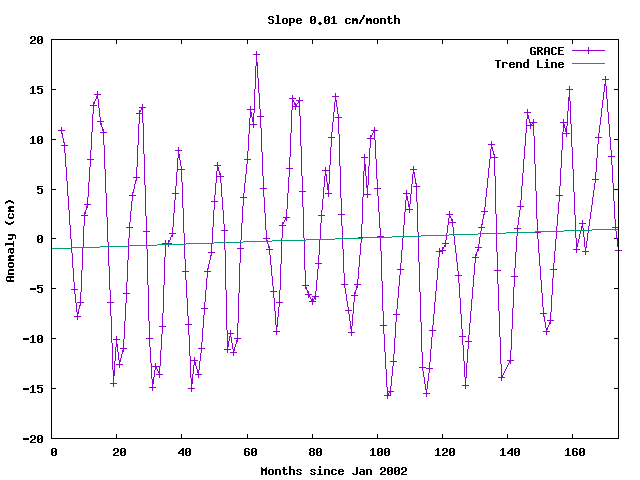 Slope 0.01 cm/month
GRACE
Trend Line
Anomaly (cm)
20
15
10
5
0
-5
-10
-15
-20
0 20 40 60 80 100 120 140 160
Months since Jan 2002